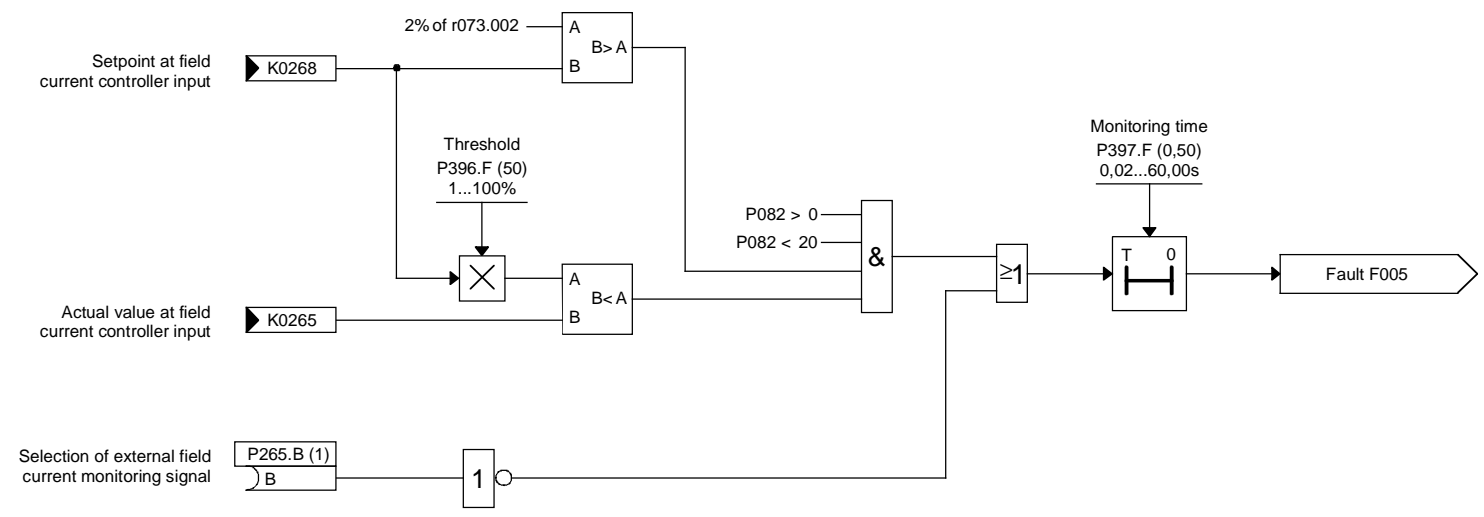 2% of r073.002
A
B> A
B
Setpoint at field
current controller input
K0268
Threshold
P396.F (50)
1...100%
Monitoring time
P397.F (0,50)
0,02...60,00s
P082 > 0
P082 < 20
&
≥1
T 0
Fault F005
A
B< A
B
Actual value at field
current controller input
K0265
Selection of external field
current monitoring signal
P265.B (1)
B
1